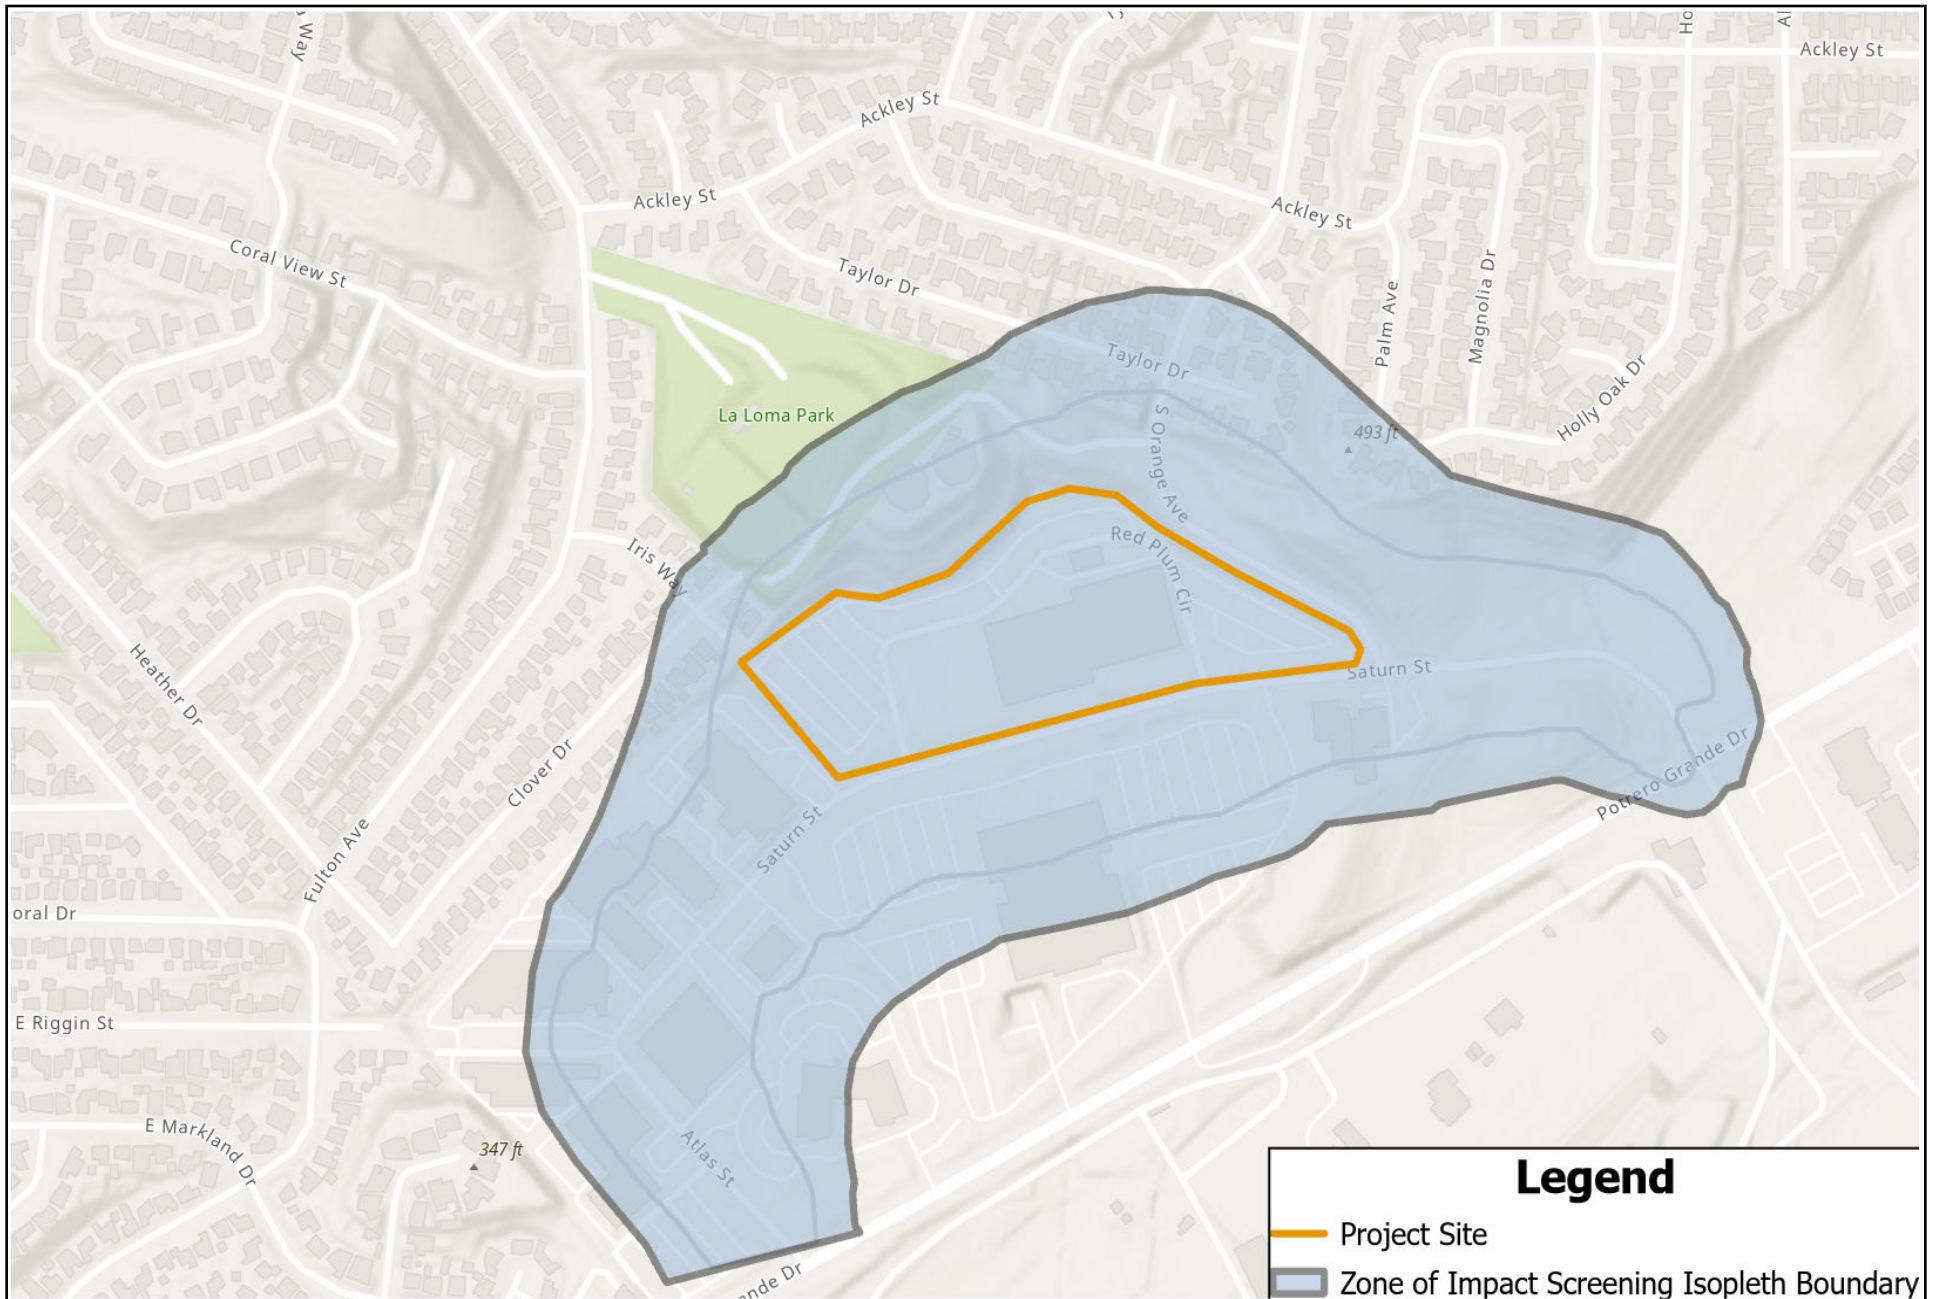 Way
Ho
Al
Ackley St
Ackley St
Ackley St
Ackley St
Coral View St
Taylor Dr
Palm Ave
Magnolia Dr
Taylor Dr
Holly Oak Dr
La Loma Park
S Orange Ave
493 ft
Red Plum Cir
Iris Way
Heather Dr
Saturn St
Clover Dr
Potrero Grande Dr
Saturn St
Fulton Ave
oral Dr
E Riggin St
E Markland Dr
347 ft
Atlas St
ande Dr
Legend
Project Site
Zone of Impact Screening Isopleth Boundary